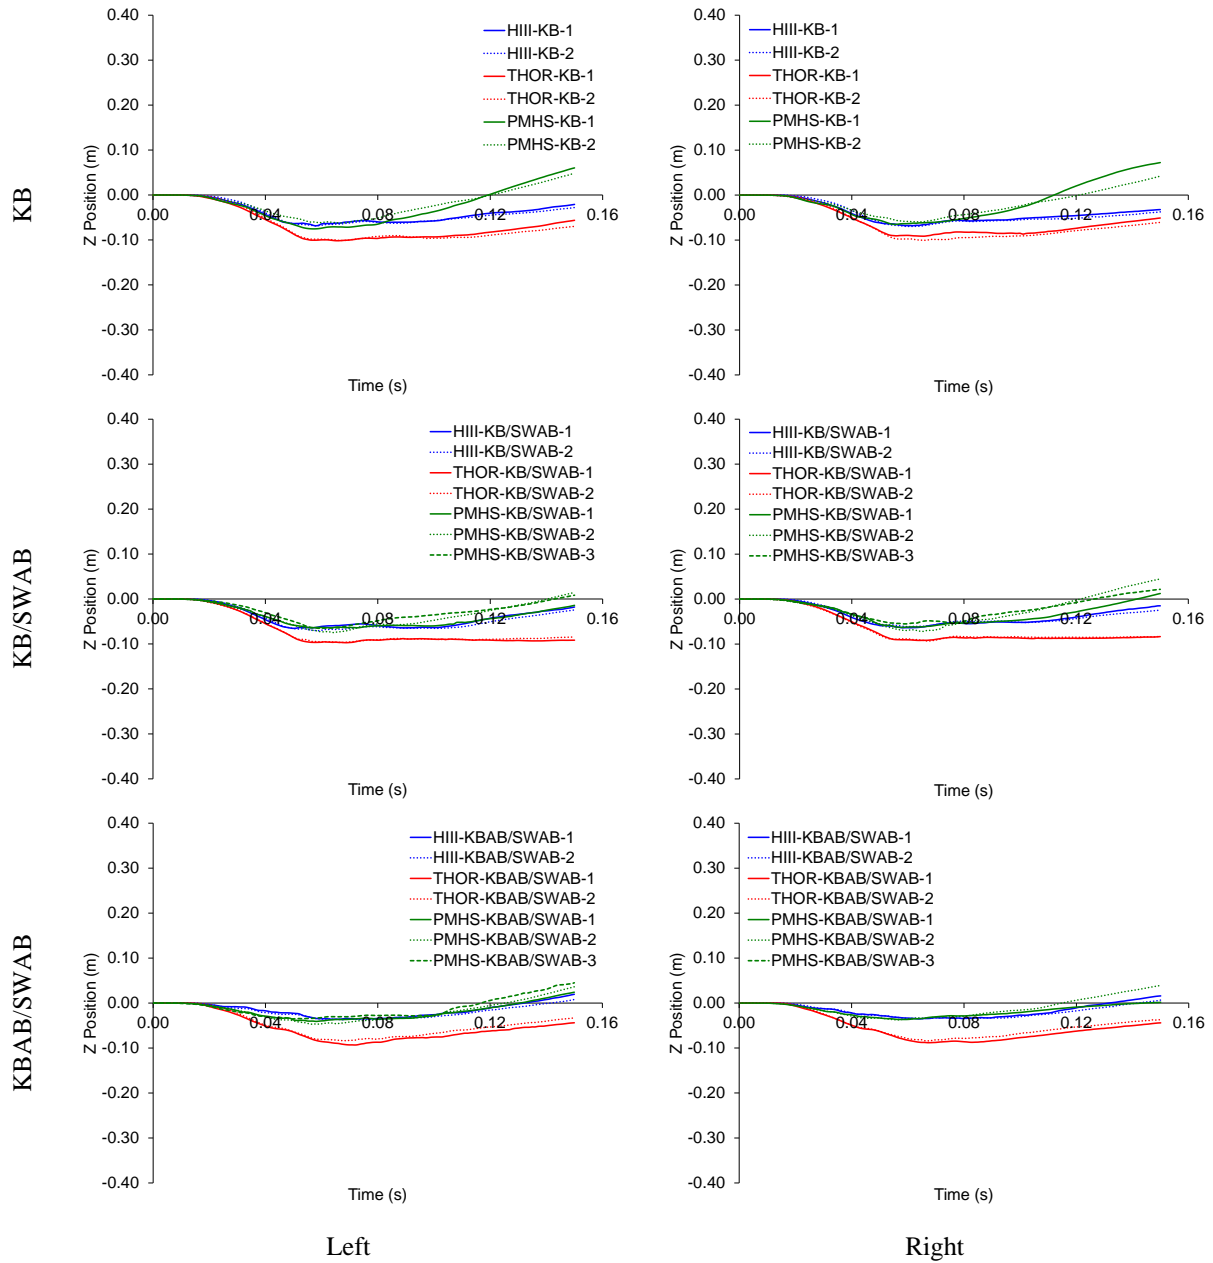 KB
0.40
0.30
0.20
0.10
0.00
-0.10
-0.20
-0.30
-0.40
Z Position (m)
0.00
0.04
0.08
0.12
0.16
Time (s)
HIII-KB-1
HIII-KB-2
THOR-KB-1
THOR-KB-2
PMHS-KB-1
PMHS-KB-2
0.40
0.30
0.20
0.10
0.00
-0.10
-0.20
-0.30
-0.40
Z Position (m)
0.00
0.04
0.08
0.12
0.16
Time (s)
HIII-KB-1
HIII-KB-2
THOR-KB-1
THOR-KB-2
PMHS-KB-1
PMHS-KB-2
KB/SWAB
0.40
0.30
0.20
0.10
0.00
-0.10
-0.20
-0.30
-0.40
Z Position (m)
0.00
0.04
0.08
0.12
0.16
Time (s)
HIII-KB/SWAB-1
HIII-KB/SWAB-2
THOR-KB/SWAB-1
THOR-KB/SWAB-2
PMHS-KB/SWAB-1
PMHS-KB/SWAB-2
PMHS-KB/SWAB-3
0.40
0.30
0.20
0.10
0.00
-0.10
-0.20
-0.30
-0.40
Z Position (m)
0.00
0.04
0.08
0.12
0.16
Time (s)
HIII-KB/SWAB-1
HIII-KB/SWAB-2
THOR-KB/SWAB-1
THOR-KB/SWAB-2
PMHS-KB/SWAB-1
PMHS-KB/SWAB-2
PMHS-KB/SWAB-3
KBAB/SWAB
0.40
0.30
0.20
0.10
0.00
-0.10
-0.20
-0.30
-0.40
Z Position (m)
0.00
0.04
0.08
0.12
0.16
Time (s)
HIII-KBAB/SWAB-1
HIII-KBAB/SWAB-2
THOR-KBAB/SWAB-1
THOR-KBAB/SWAB-2
PMHS-KBAB/SWAB-1
PMHS-KBAB/SWAB-2
PMHS-KBAB/SWAB-3
0.40
0.30
0.20
0.10
0.00
-0.10
-0.20
-0.30
-0.40
Z Position (m)
0.00
0.04
0.08
0.12
0.16
Time (s)
HIII-KBAB/SWAB-1
HIII-KBAB/SWAB-2
THOR-KBAB/SWAB-1
THOR-KBAB/SWAB-2
PMHS-KBAB/SWAB-1
PMHS-KBAB/SWAB-2
PMHS-KBAB/SWAB-3
Left
Right